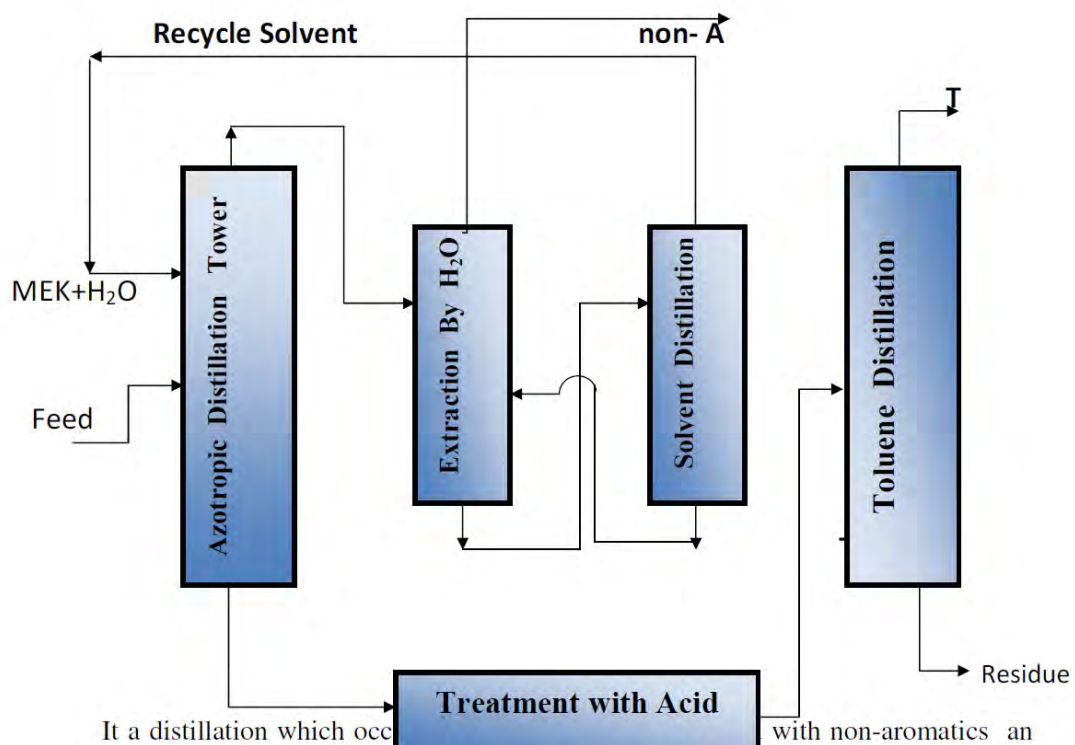 Recycle Solvent
non- A
T
MEK+H₂O
Feed
Azotropic Distillation Tower
Extraction By H₂O
Solvent Distillation
Toluene Distillation
Residue
Treatment with Acid
It a distillation which occ
with non-aromatics an